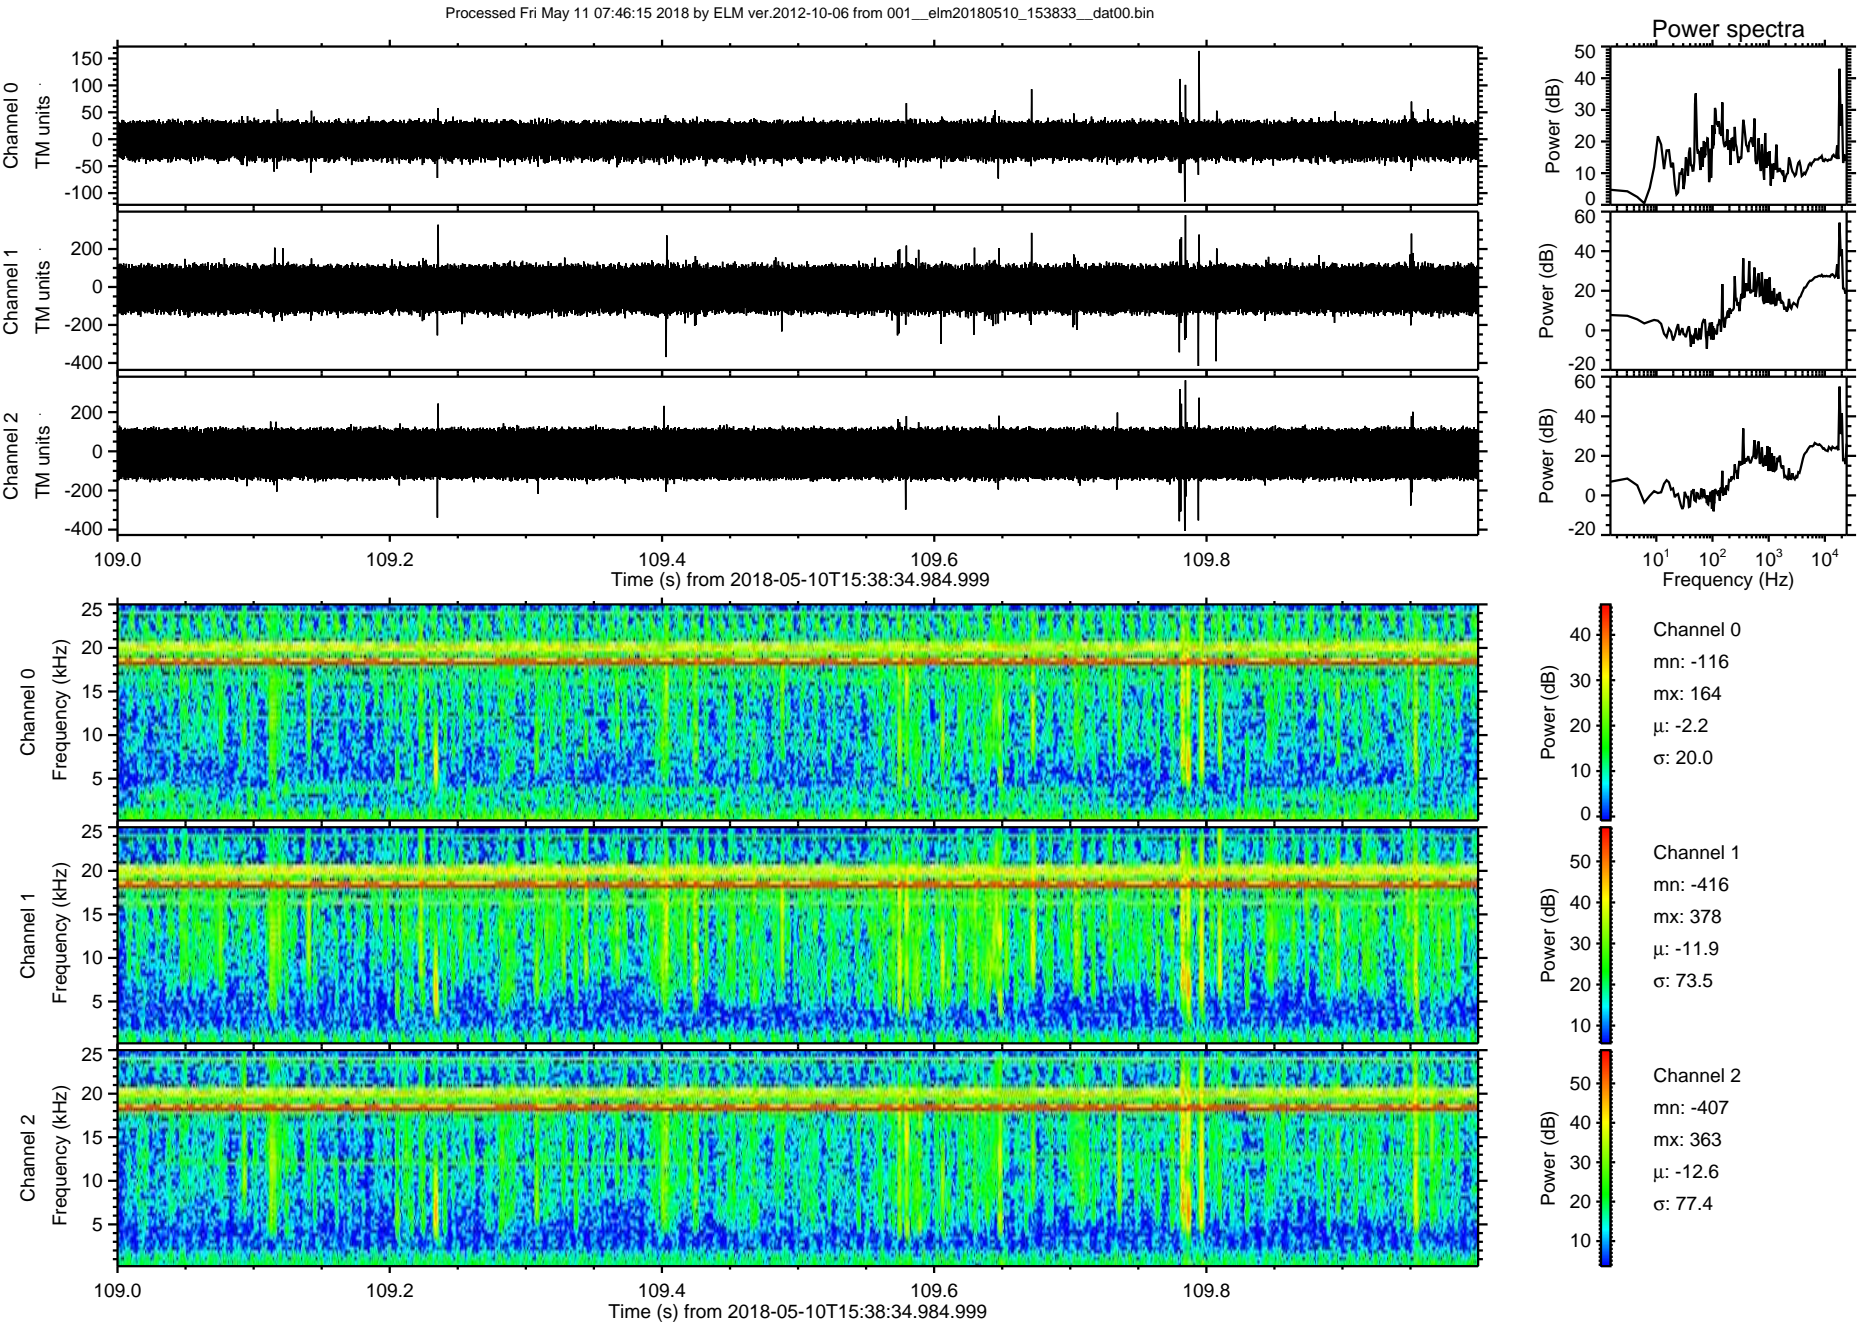 Processed Fri May 11 07:46:15 2018 by ELM ver.2012-10-06 from 001__elm20180510_153833__dat00.bin
Power spectra
Channel 0
TM units
150
100
50
0
-50
-100
Power (dB)
50
40
30
20
10
0
Channel 1
TM units
200
0
-200
-400
Power (dB)
60
40
20
0
-20
Channel 2
TM units
200
0
-200
-400
Power (dB)
60
40
20
0
-20
109.0 109.2 109.4 109.6 109.8
Time (s) from 2018-05-10T15:38:34.984.999
10^1 10^2 10^3 10^4
Frequency (Hz)
Channel 0
Frequency (kHz)
25
20
15
10
5
Power (dB)
40
30
20
10
0
Channel 0
mn: -116
mx: 164
μ: -2.2
σ: 20.0
Channel 1
Frequency (kHz)
25
20
15
10
5
Power (dB)
50
40
30
20
10
Channel 1
mn: -416
mx: 378
μ: -11.9
σ: 73.5
Channel 2
Frequency (kHz)
25
20
15
10
5
Power (dB)
50
40
30
20
10
Channel 2
mn: -407
mx: 363
μ: -12.6
σ: 77.4
109.0 109.2 109.4 109.6 109.8
Time (s) from 2018-05-10T15:38:34.984.999